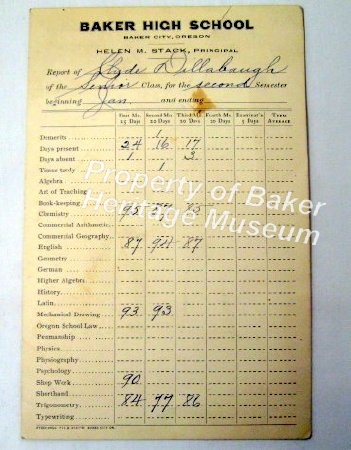 BAKER HIGH SCHOOL
BAKER CITY, OREGON
HELEN M. STACK, PRINCIPAL
Report of Clyde Dillabaugh
of the Senior Class, for the second Semester
beginning Jan. and ending
First Mo. 25 Days Second Mo. 20 Days Third Mo. 20 Days Fourth Mo. 20 Days Examinat'n 5 Days Term Average
Demerits 1
Days present 24 16 17
Days absent 1 3
Times tardy 1
Algebra
Art of Teaching
Book-keeping
Chemistry 95 83
Commercial Arithmetic
Commercial Geography
English 87 90 87
Geometry
German
Higher Algebra
History
Latin
Mechanical Drawing 93 93
Oregon School Law
Penmanship
Physics
Physiography
Psychology
Shop Work 90
Shorthand
Trigonometry 84 77 86
Typewriting
Property of Baker
Heritage Museum